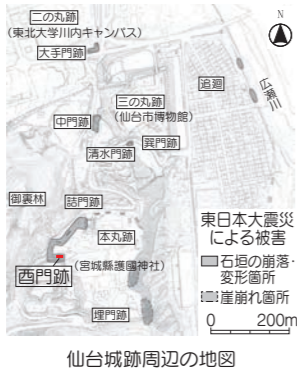 二の丸跡
(東北大学川内キャンパス)
大手門跡
N
追廻
広瀬川
三の丸跡
(仙台市博物館)
中門跡
巽門跡
清水門跡
御裏林
詰門跡
本丸跡
(宮城縣護國神社)
酉門跡
埋門跡
東日本大震災
による被害
石垣の崩落・
変形箇所
崖崩れ箇所
0 200m
仙台城跡周辺の地図